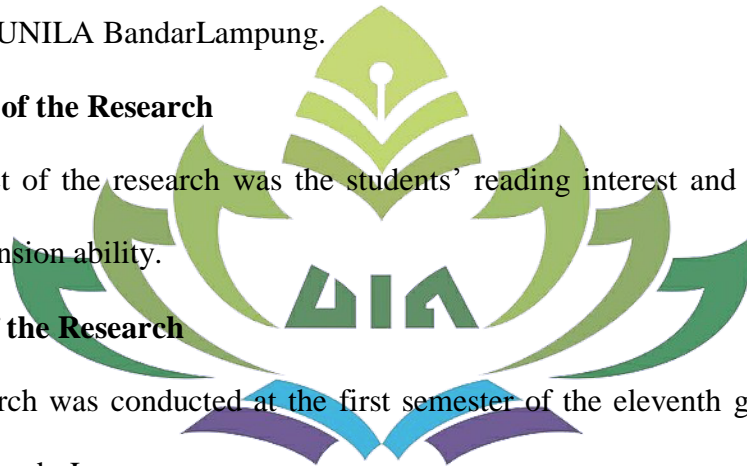 UNILA BandarLampung.
of the Research
t of the research was the students' reading interest and
nsion ability.
the Research
rch was conducted at the first semester of the eleventh g
UIN